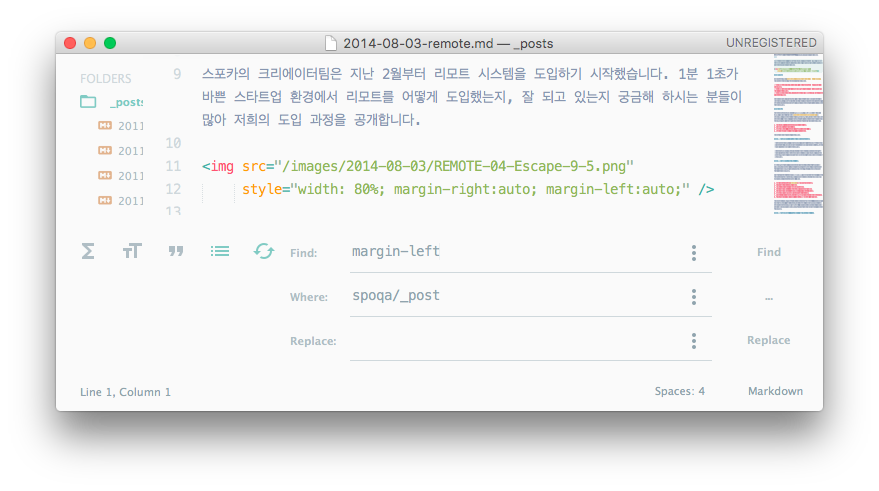 2014-08-03-remote.md — _posts
UNREGISTERED
FOLDERS
_posts
2011
2011
2011
2011
9 스포카의 크리에이터팀은 지난 2월부터 리모트 시스템을 도입하기 시작했습니다. 1분 1초가
바쁜 스타트업 환경에서 리모트를 어떻게 도입했는지, 잘 되고 있는지 궁금해 하시는 분들이
많아 저희의 도입 과정을 공개합니다.
10
11 <img src="/images/2014-08-03/REMOTE-04-Escape-9-5.png"
12 style="width: 80%; margin-right:auto; margin-left:auto;" />
13
Find: margin-left Find
Where: spoqa/_post ...
Replace: Replace
Line 1, Column 1 Spaces: 4 Markdown